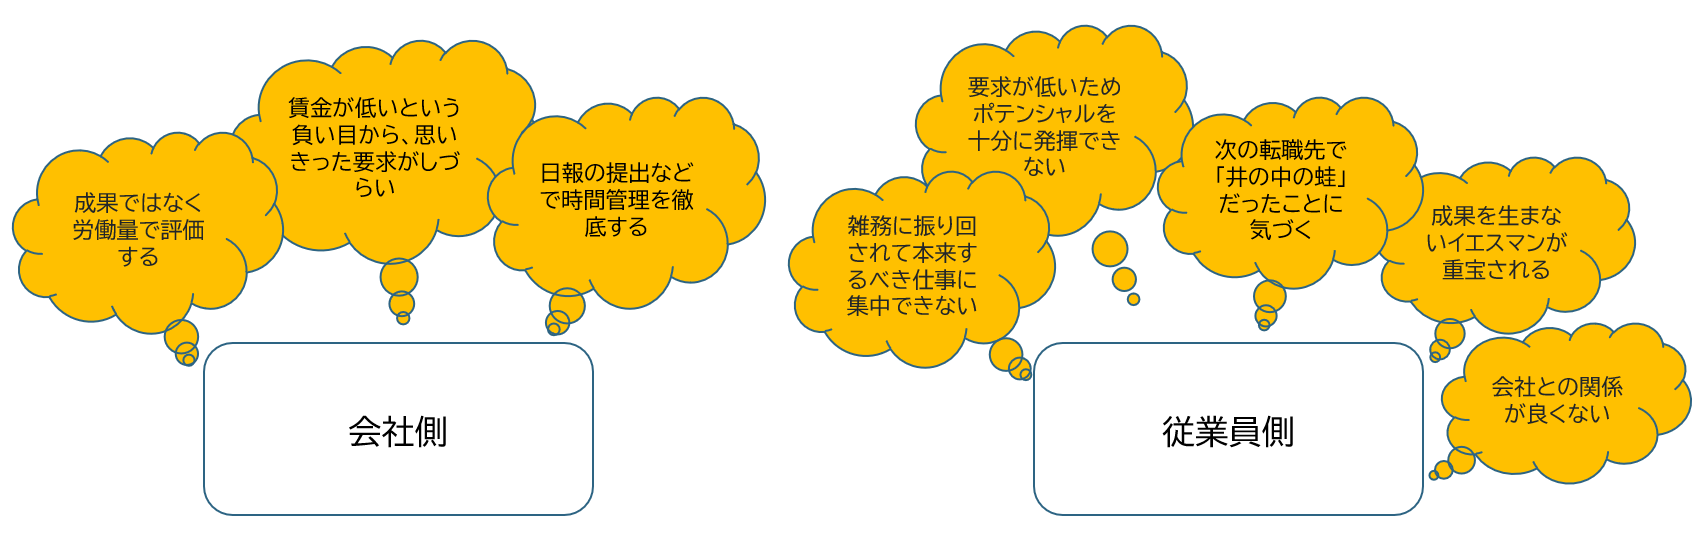 成果ではなく
労働量で評価
する
賃金が低いという
負い目から、思い
きった要求がしづ
らい
日報の提出など
で時間管理を徹
底する
会社側
雑務に振り回
されて本来す
るべき仕事に
集中できない
要求が低いため
ポテンシャルを
十分に発揮でき
ない
次の転職先で
「井の中の蛙」
だったことに
気づく
成果を生まな
いイエスマンが
重宝される
会社との関係
が良くない
従業員側